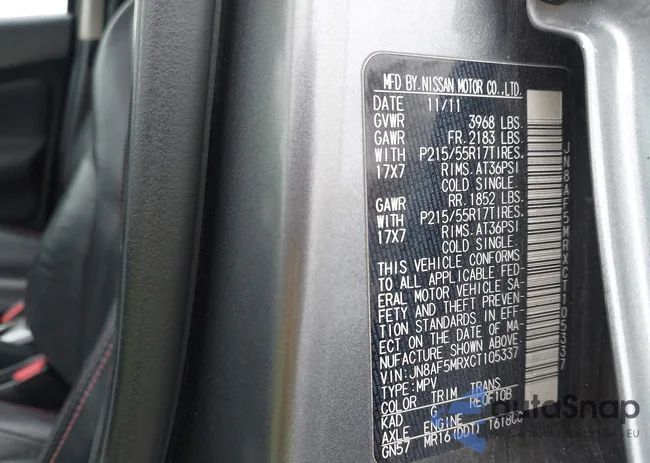 MFD BY.NISSAN MOTOR CO.,LTD.
DATE 11/11
GVWR 3968 LBS.
GAWR FR.2183 LBS.
WITH P215/55R17TIRES.
17X7 RIMS.AT36PSI
COLD SINGLE.
GAWR RR.1852 LBS.
WITH P215/55R17TIRES.
17X7 RIMS.AT36PSI
COLD SINGLE.
THIS VEHICLE CONFORMS
TO ALL APPLICABLE FED-
ERAL MOTOR VEHICLE SA-
FETY AND THEFT PREVEN-
TION STANDARDS IN EFF-
ECT ON THE DATE OF MA-
NUFACTURE SHOWN ABOVE.
VIN:JN8AF5MRXCT105337
TYPE:MPV
COLOR TRIM TRANS
KAD G RE0F10B
AXLE ENGINE
GN57 MR16(DDT) 1618CC
JN8AF5MRXCT105337
autoSnap